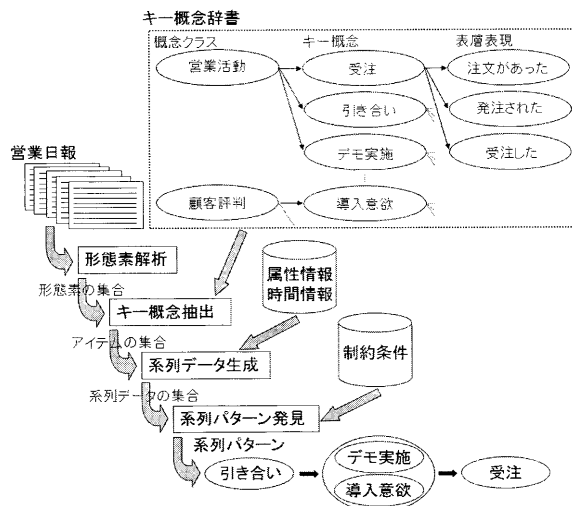 キー概念辞書
概念クラス
キー概念
表層表現
営業活動
受注
注文があった
引き合い
発注された
営業日報
デモ実施
受注した
顧客評判
導入意欲
形態素解析
属性情報
時間情報
形態素の集合
キー概念抽出
アイテムの集合
制約条件
系列データ生成
系列データの集合
系列パターン発見
系列パターン
引き合い
デモ実施
導入意欲
受注